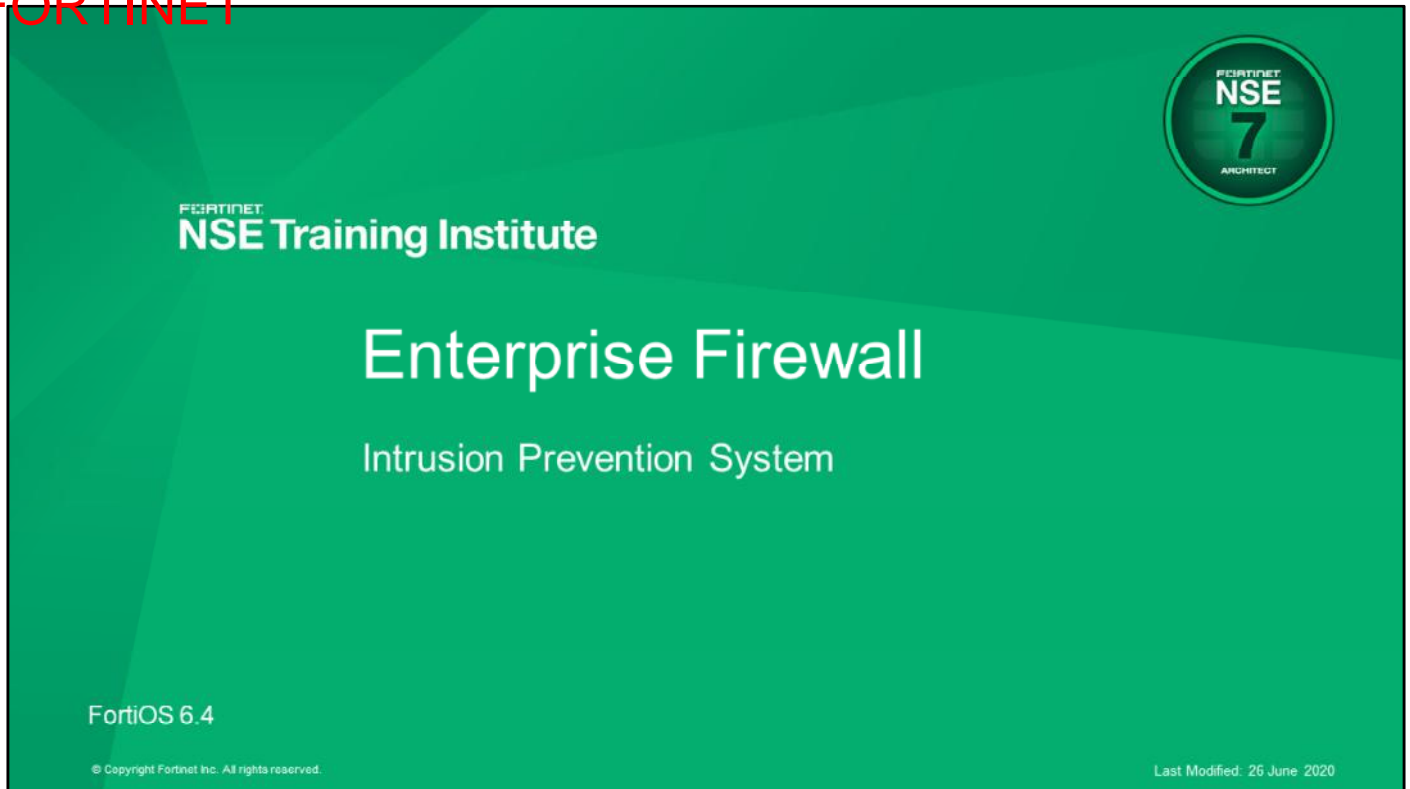 FORTINET
FORTINET
NSE
7
ARCHITECT
FORTINET
NSE Training Institute
Enterprise Firewall
Intrusion Prevention System
FortiOS 6.4
© Copyright Fortinet Inc. All rights reserved.
Last Modified: 26 June 2020